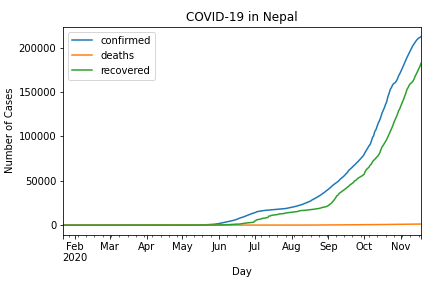 COVID-19 in Nepal
confirmed
deaths
recovered
Number of Cases
200000
150000
100000
50000
0
Feb Mar Apr May Jun Jul Aug Sep Oct Nov
2020
Day